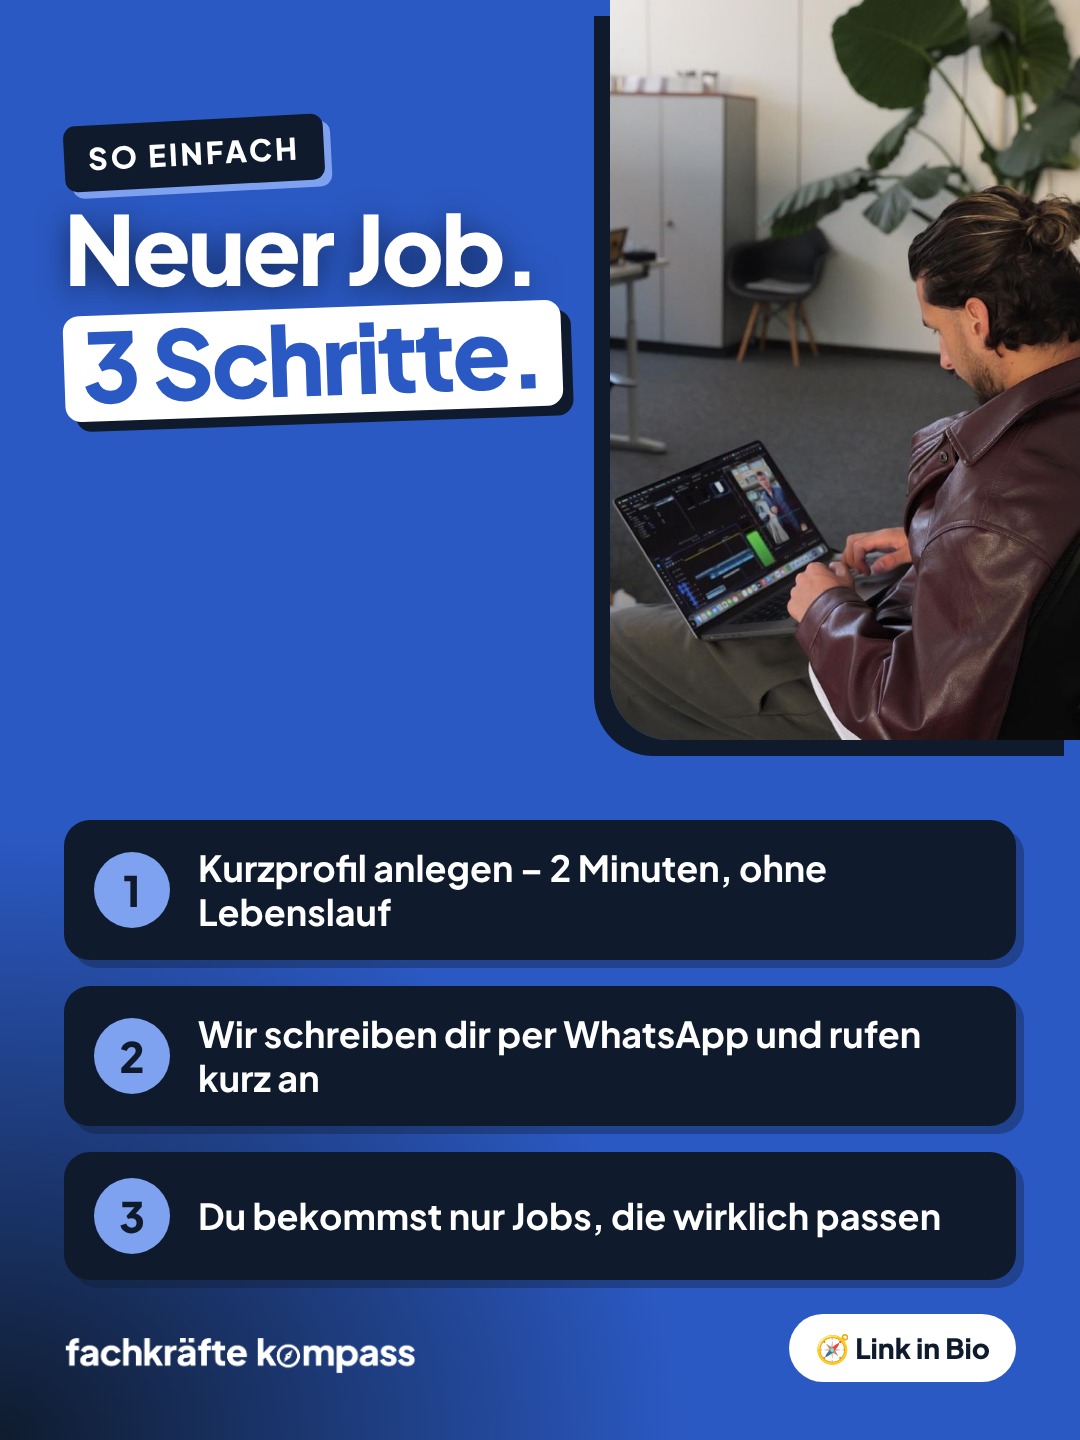 SO EINFACH
Neuer Job.
3 Schritte.
1
Kurzprofil anlegen – 2 Minuten, ohne
Lebenslauf
2
Wir schreiben dir per WhatsApp und rufen
kurz an
3
Du bekommst nur Jobs, die wirklich passen
fachkräfte kompass
🧭 Link in Bio